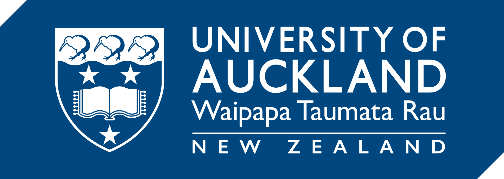 UNIVERSITY OF
AUCKLAND
Waipapa Taumata Rau
NEW ZEALAND